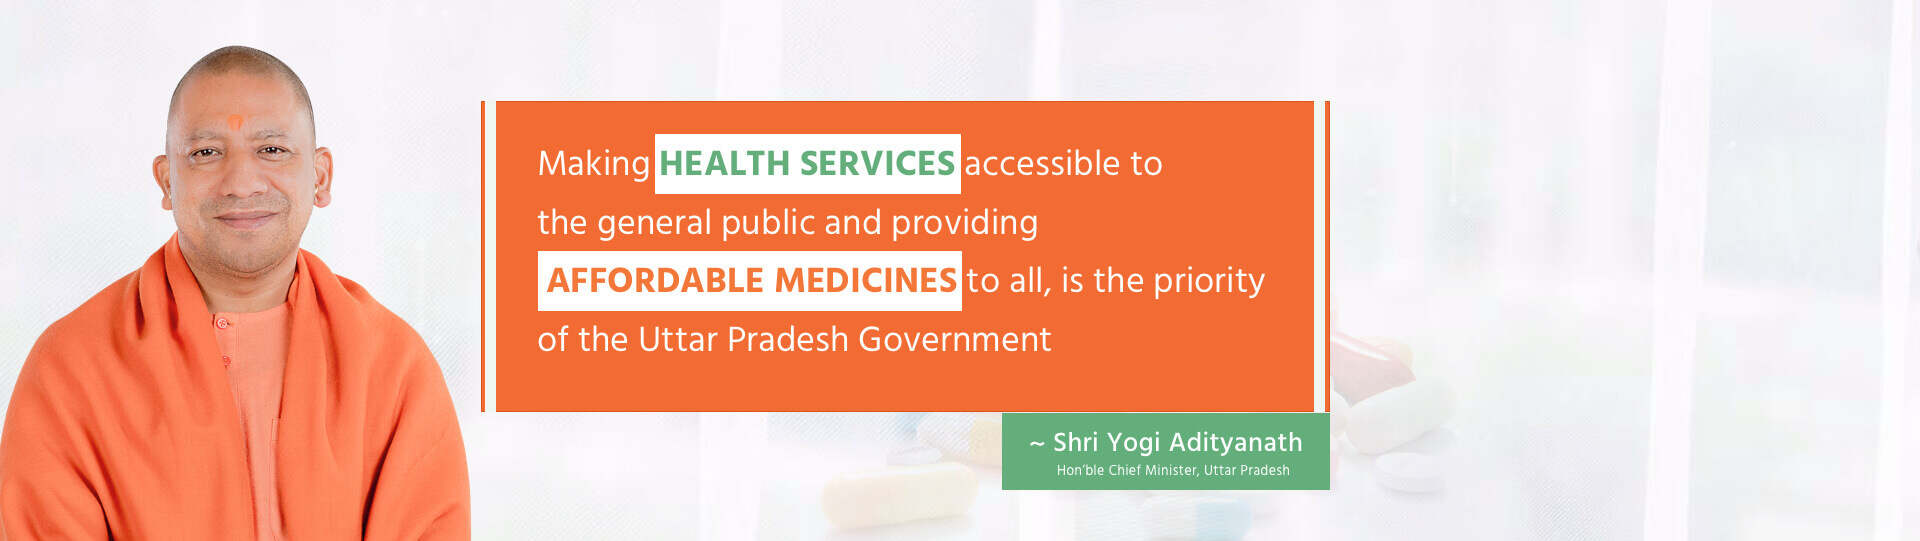 Making HEALTH SERVICES accessible to
the general public and providing
AFFORDABLE MEDICINES to all, is the priority
of the Uttar Pradesh Government
~ Shri Yogi Adityanath
Hon'ble Chief Minister, Uttar Pradesh